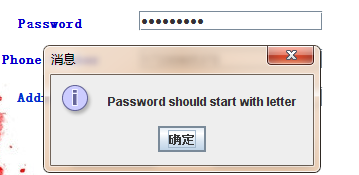 Password •••••••••
消息
Phone
Password should start with letter
确定